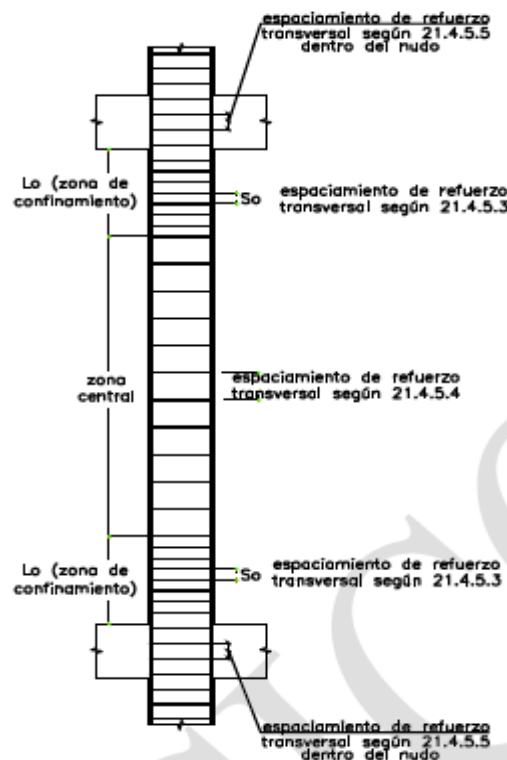 espaciamiento de refuerzo
transversal según 21.4.5.5
dentro del nudo
Lo (zona de
confinamiento)
So
espaciamiento de refuerzo
transversal según 21.4.5.3
zona
central
espaciamiento de refuerzo
transversal según 21.4.5.4
Lo (zona de
confinamiento)
So
espaciamiento de refuerzo
transversal según 21.4.5.3
espaciamiento de refuerzo
transversal según 21.4.5.5
dentro del nudo